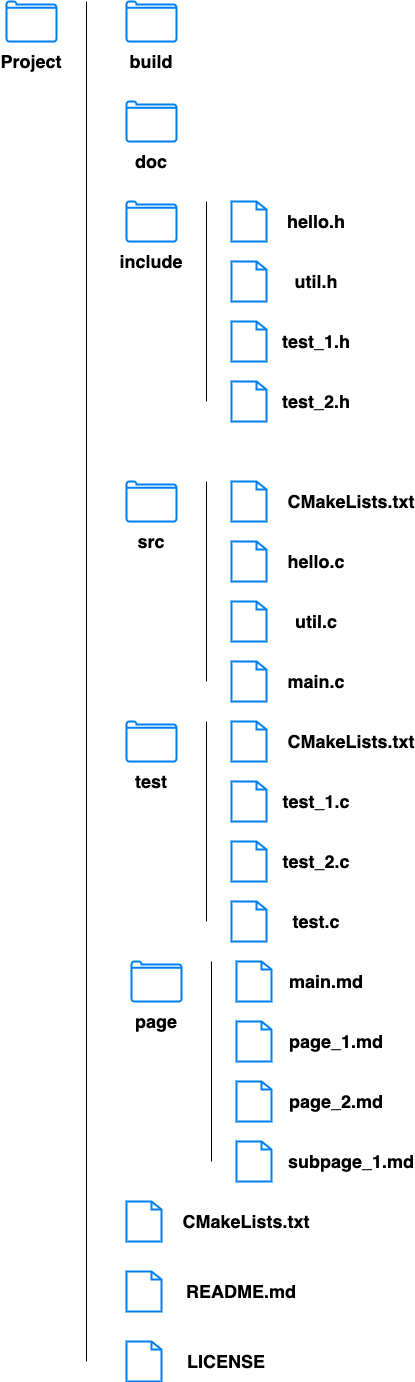 Project
build
doc
include
hello.h
util.h
test_1.h
test_2.h
src
CMakeLists.txt
hello.c
util.c
main.c
test
CMakeLists.txt
test_1.c
test_2.c
test.c
page
main.md
page_1.md
page_2.md
subpage_1.md
CMakeLists.txt
README.md
LICENSE